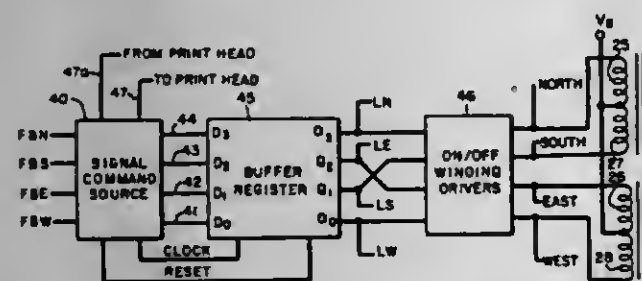 FROM PRINT HEAD
V_B
25
47a
TO PRINT HEAD
40
47
44
45
LN
46
NORTH
FBN
FBS
FBE
FBW
SIGNAL
COMMAND
SOURCE
43
42
41
D3
D2
D1
D0
BUFFER
REGISTER
Q3
Q2
Q1
Q0
LE
LS
LW
ON/OFF
WINDING
DRIVERS
SOUTH
27
26
EAST
WEST
28
CLOCK
RESET